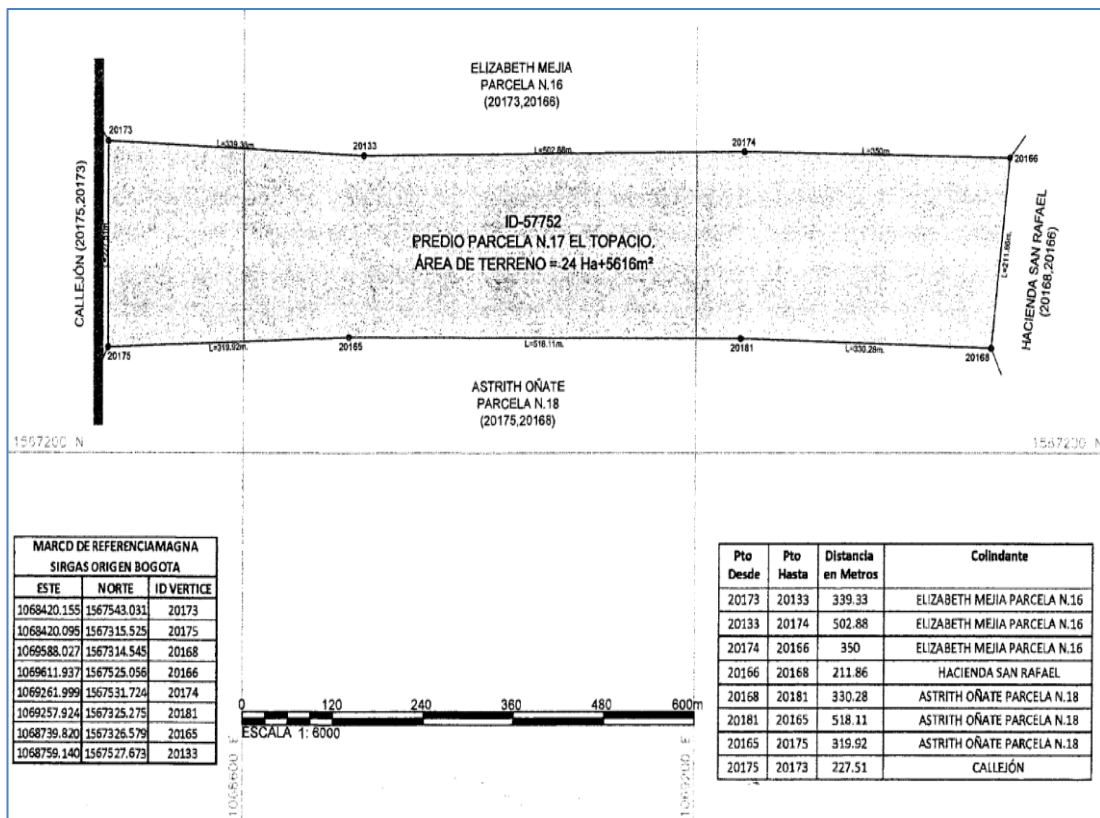 ELIZABETH MEJIA
PARCELA N.16
(20173,20166)
20173
L=339.38m.
20133
L=502.88m.
20174
L=350m.
20166
CALLEJÓN (20175,20173)
ID-57752
PREDIO PARCELA N.17 EL TOPACIO.
ÁREA DE TERRENO = 24 Ha+5616m²
L=211.86m.
HACIENDA SAN RAFAEL
(20168,20166)
20175
L=319.92m.
20165
L=518.11m.
20181
L=330.28m.
20168
ASTRITH OÑATE
PARCELA N.18
(20175,20168)
1567200 N
1567200 N
MARCO DE REFERENCIAMAGNA
SIRGAS ORIGEN BOGOTA
ESTE NORTE ID VERTICE
1068420.155 1567543.031 20173
1068420.095 1567315.525 20175
1069588.027 1567314.545 20168
1069611.937 1567525.056 20166
1069261.999 1567531.724 20174
1069257.924 1567325.275 20181
1068739.820 1567326.579 20165
1068759.140 1567527.673 20133
0 120 240 360 480 600m
ESCALA 1: 6000
1068600 E
1069200 E
Pto Desde Pto Hasta Distancia en Metros Colindante
20173 20133 339.33 ELIZABETH MEJIA PARCELA N.16
20133 20174 502.88 ELIZABETH MEJIA PARCELA N.16
20174 20166 350 ELIZABETH MEJIA PARCELA N.16
20166 20168 211.86 HACIENDA SAN RAFAEL
20168 20181 330.28 ASTRITH OÑATE PARCELA N.18
20181 20165 518.11 ASTRITH OÑATE PARCELA N.18
20165 20175 319.92 ASTRITH OÑATE PARCELA N.18
20175 20173 227.51 CALLEJÓN